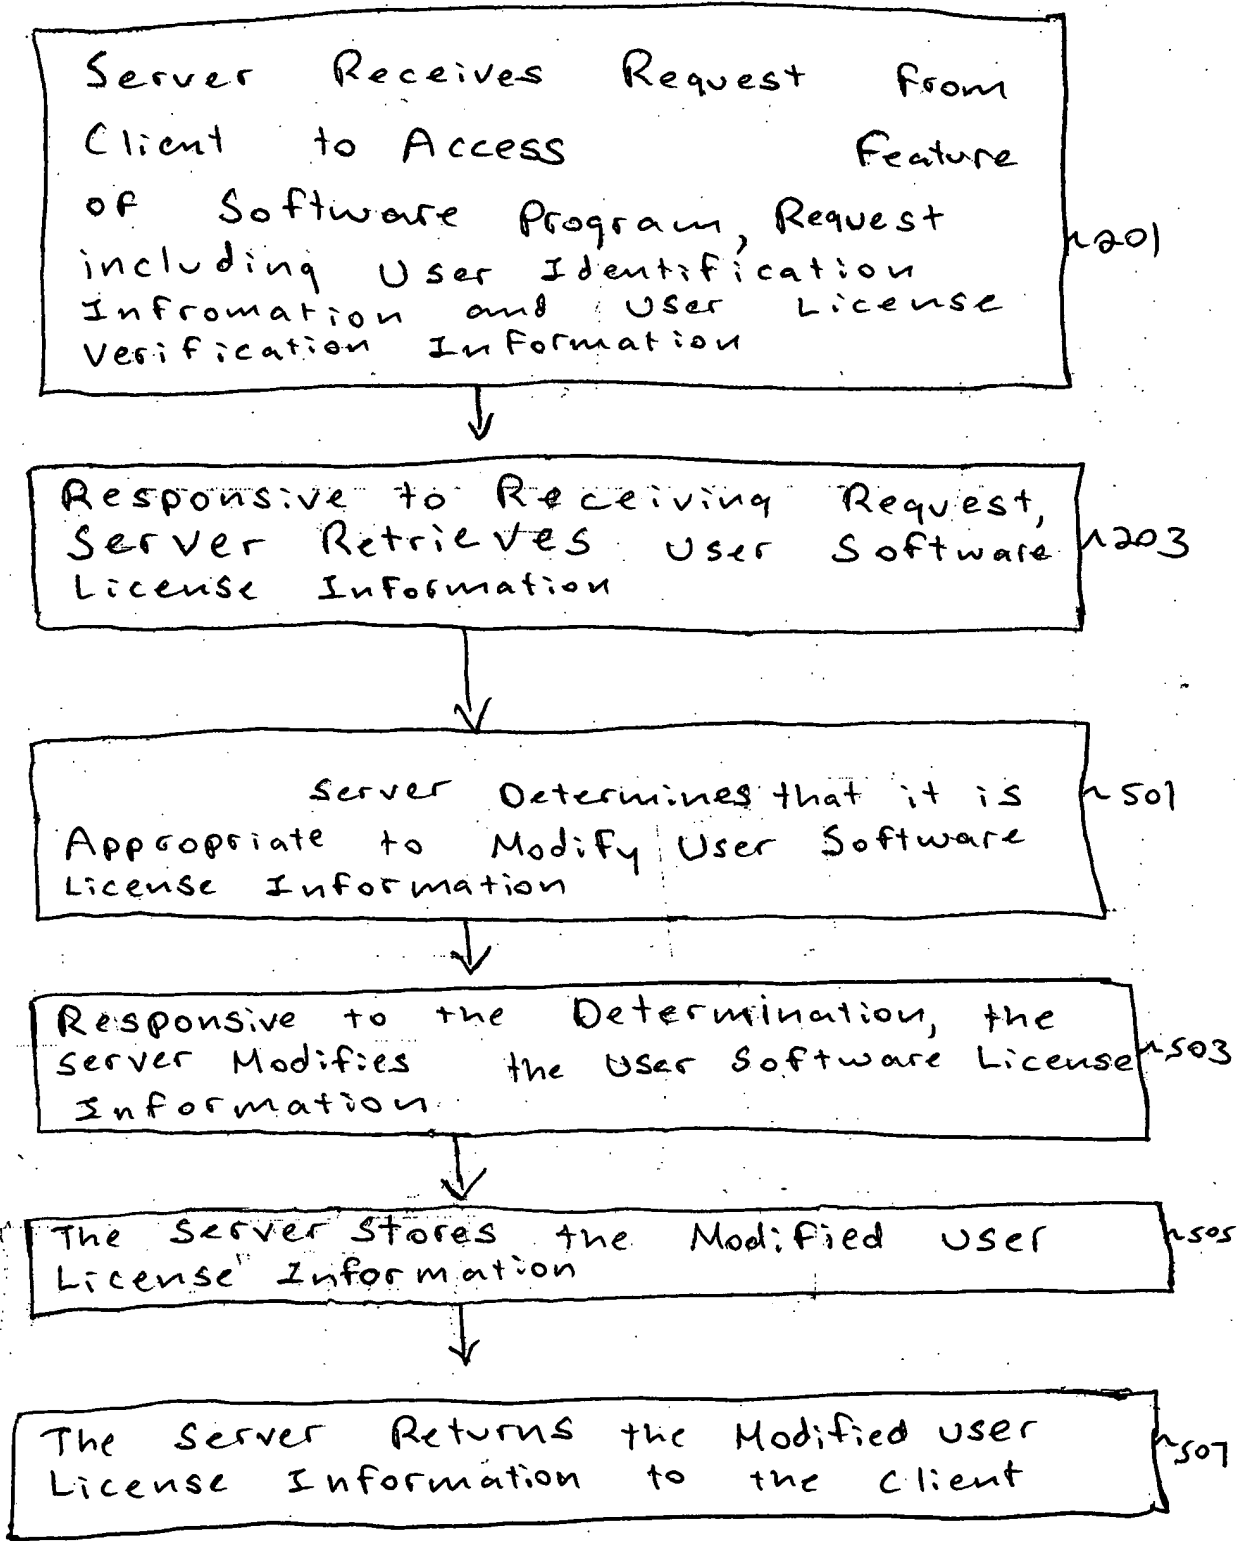 Server Receives Request From
Client to Access Feature
of Software Program, Request
including User Identification
Infromation and User License
Verification Information
~201
Responsive to Receiving Request,
Server Retrieves User Software
License Information
~203
Server Determines that it is
Appropriate to Modify User Software
License Information
~501
Responsive to the Determination, the
Server Modifies the User Software License
Information
~503
The Server Stores the Modified User
License Information
~505
The Server Returns the Modified User
License Information to the Client
~507